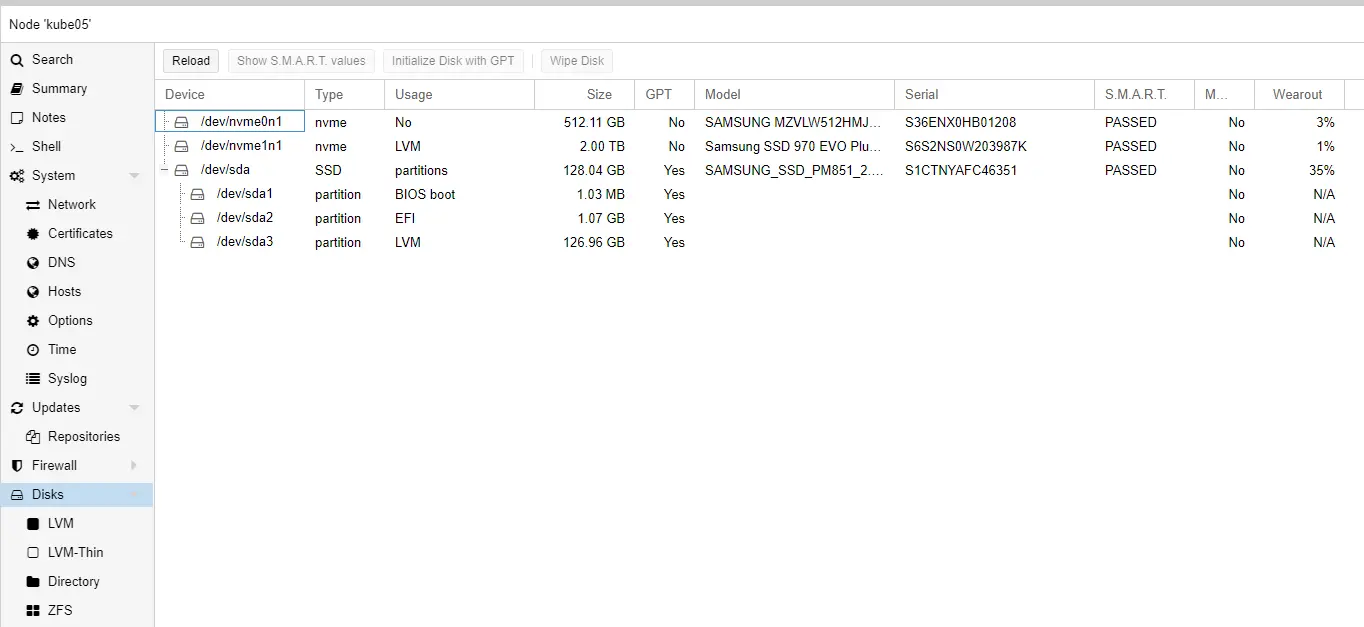 Node 'kube05'
Search
Summary
Notes
Shell
System
Network
Certificates
DNS
Hosts
Options
Time
Syslog
Updates
Repositories
Firewall
Disks
LVM
LVM-Thin
Directory
ZFS
Reload Show S.M.A.R.T. values Initialize Disk with GPT Wipe Disk
Device Type Usage Size GPT Model Serial S.M.A.R.T. M... Wearout
/dev/nvme0n1 nvme No 512.11 GB No SAMSUNG MZVLW512HMJ... S36ENX0HB01208 PASSED No 3%
/dev/nvme1n1 nvme LVM 2.00 TB No Samsung SSD 970 EVO Plu... S6S2NS0W203987K PASSED No 1%
/dev/sda SSD partitions 128.04 GB Yes SAMSUNG_SSD_PM851_2.... S1CTNYAFC46351 PASSED No 35%
/dev/sda1 partition BIOS boot 1.03 MB Yes No N/A
/dev/sda2 partition EFI 1.07 GB Yes No N/A
/dev/sda3 partition LVM 126.96 GB Yes No N/A